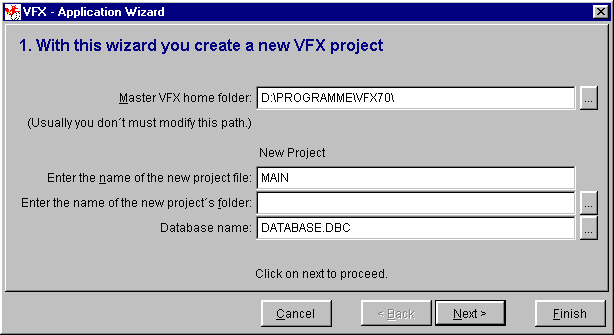 VFX - Application Wizard
1. With this wizard you create a new VFX project
Master VFX home folder: D:\PROGRAMME\VFX70\ ...
(Usually you don´t must modify this path.)
New Project
Enter the name of the new project file: MAIN
Enter the name of the new project´s folder: ...
Database name: DATABASE.DBC ...
Click on next to proceed.
Cancel < Back Next > Finish